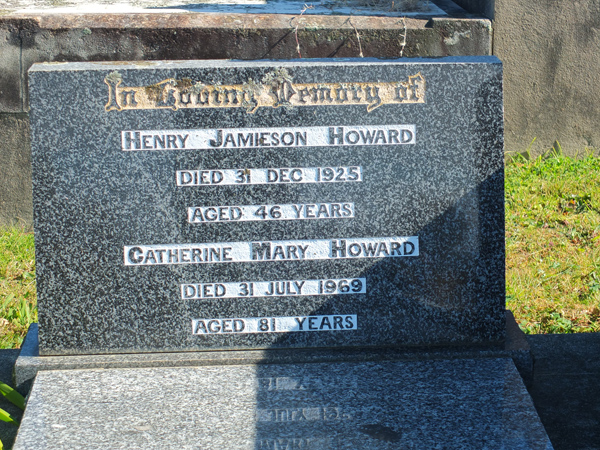 In Loving Memory of
HENRY JAMIESON HOWARD
DIED 31 DEC 1925
AGED 46 YEARS
CATHERINE MARY HOWARD
DIED 31 JULY 1969
AGED 81 YEARS